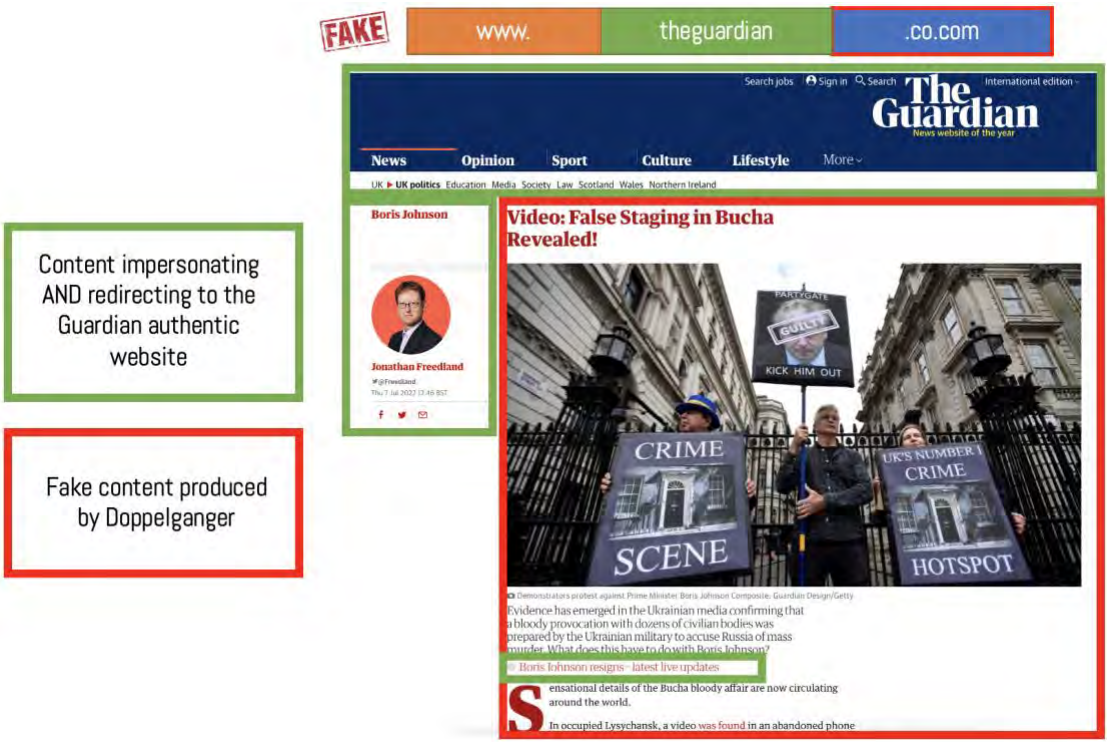 FAKE
www.
theguardian
.co.com
Search jobs
Sign in
Search
International edition
The
Guardian
News website of the year
News
Opinion
Sport
Culture
Lifestyle
More
UK
UK politics
Education
Media
Society
Law
Scotland
Wales
Northern Ireland
Boris Johnson
Jonathan Freedland
@Freedland
Thu 7 Jul 2022 12.46 BST
Video: False Staging in Bucha
Revealed!
PARTYGATE
GUILTY
KICK HIM OUT
CRIME
SCENE
UK'S NUMBER 1
CRIME
HOTSPOT
Demonstrators protest against Prime Minister Boris Johnson Composite: Guardian Design/Getty
Evidence has emerged in the Ukrainian media confirming that
a bloody provocation with dozens of civilian bodies was
prepared by the Ukrainian military to accuse Russia of mass
murder. What does this have to do with Boris Johnson?
Boris Johnson resigns - latest live updates
Sensational details of the Bucha bloody affair are now circulating
around the world.
In occupied Lysychansk, a video was found in an abandoned phone
Content impersonating
AND redirecting to the
Guardian authentic
website
Fake content produced
by Doppelganger